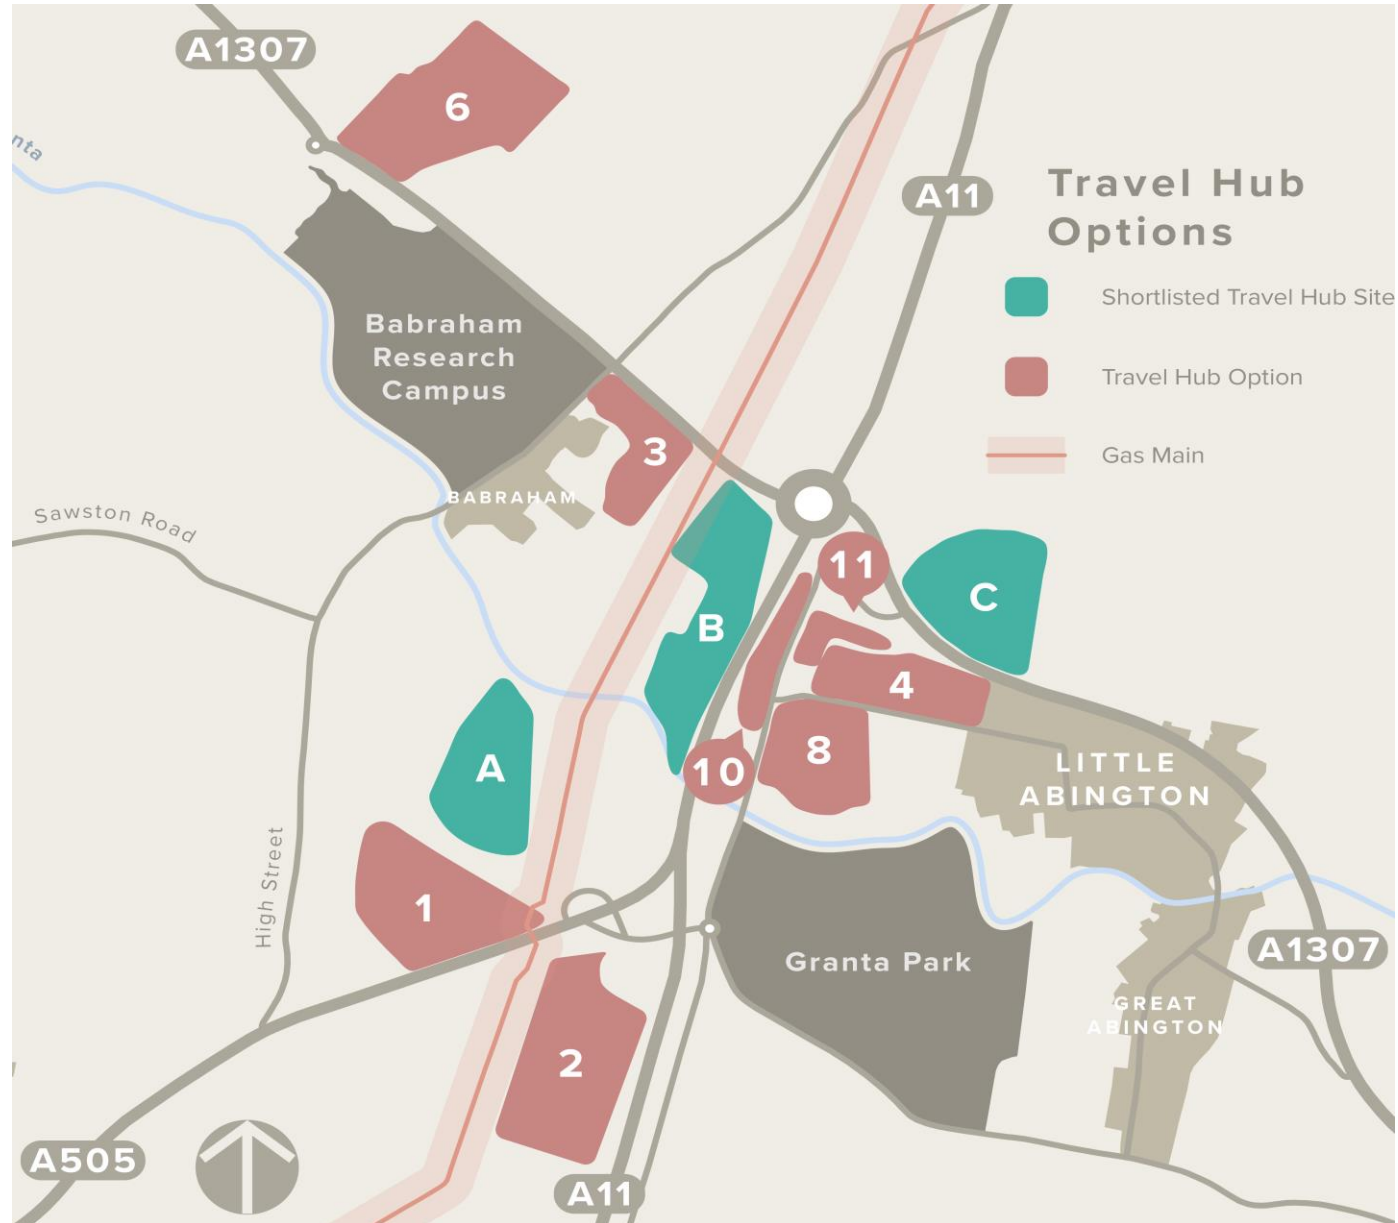 A1307
6
nta
A11
Travel Hub
Options
Shortlisted Travel Hub Site
Travel Hub Option
Gas Main
Babraham
Research
Campus
3
BABRAHAM
Sawston Road
11
C
B
4
A
10
8
LITTLE
ABINGTON
High Street
1
Granta Park
A1307
GREAT
ABINGTON
2
A505
A11